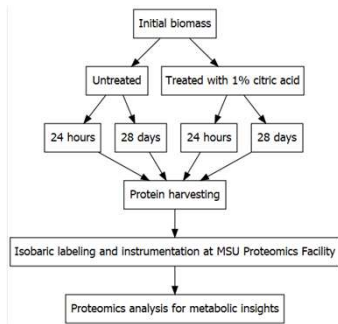 Initial biomass
Untreated
Treated with 1% citric acid
24 hours
28 days
24 hours
28 days
Protein harvesting
Isobaric labeling and instrumentation at MSU Proteomics Facility
Proteomics analysis for metabolic insights